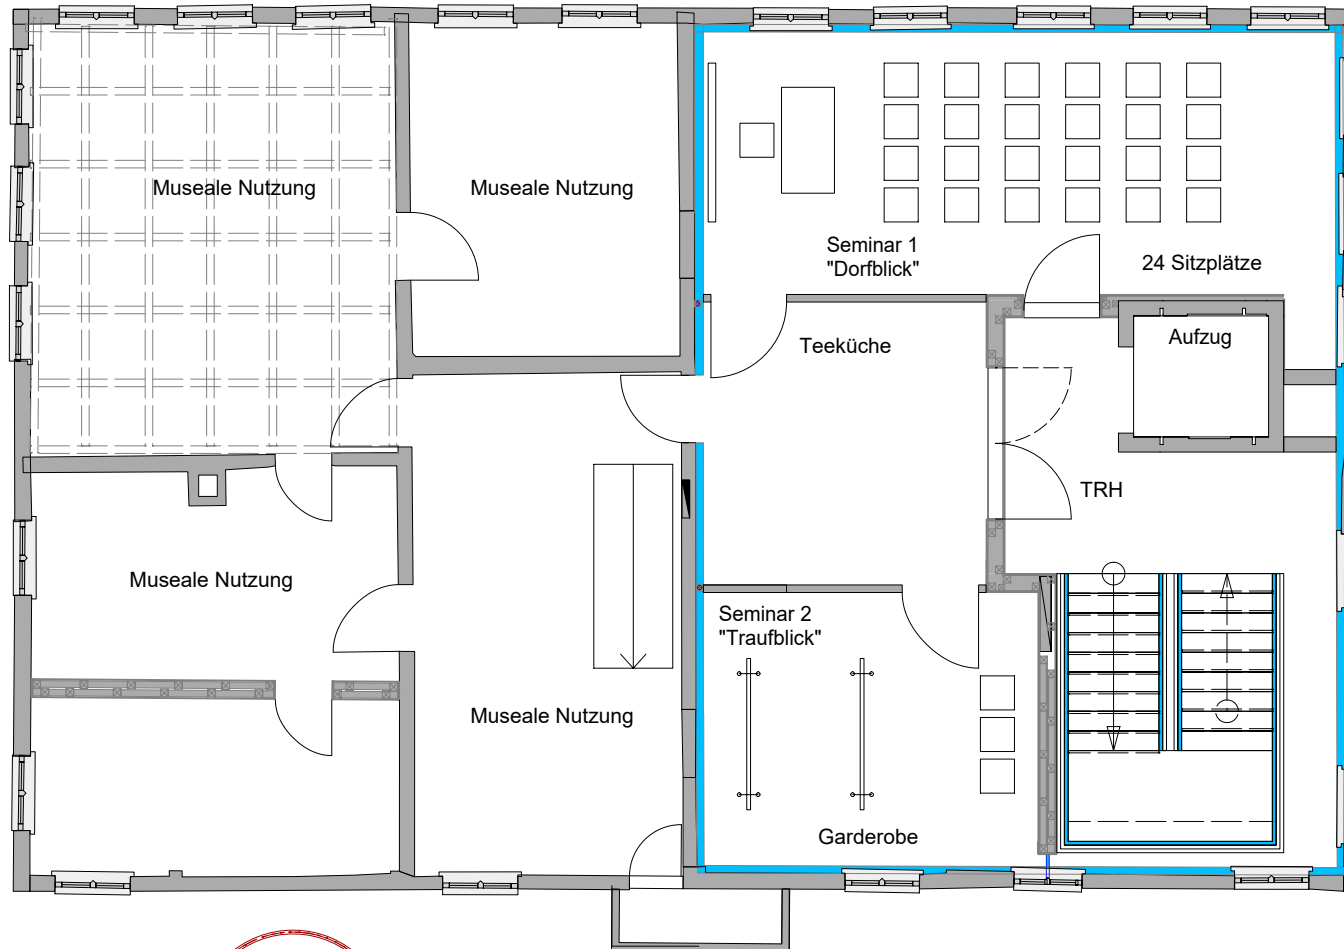 Museale Nutzung
Museale Nutzung
Seminar 1
"Dorfblick"
24 Sitzplätze
Teeküche
Aufzug
TRH
Museale Nutzung
Seminar 2
"Traufblick"
Museale Nutzung
Garderobe